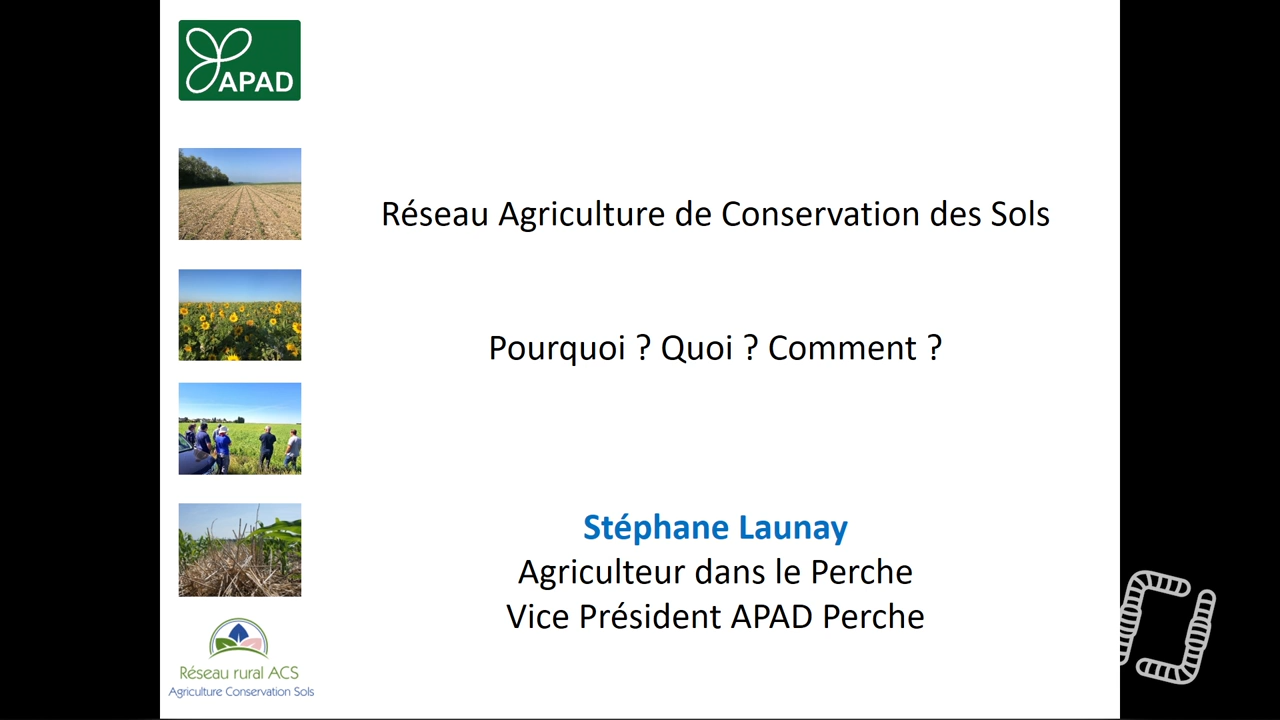 APAD
Réseau Agriculture de Conservation des Sols
Pourquoi ? Quoi ? Comment ?
Stéphane Launay
Agriculteur dans le Perche
Vice Président APAD Perche
Réseau rural ACS
Agriculture Conservation Sols